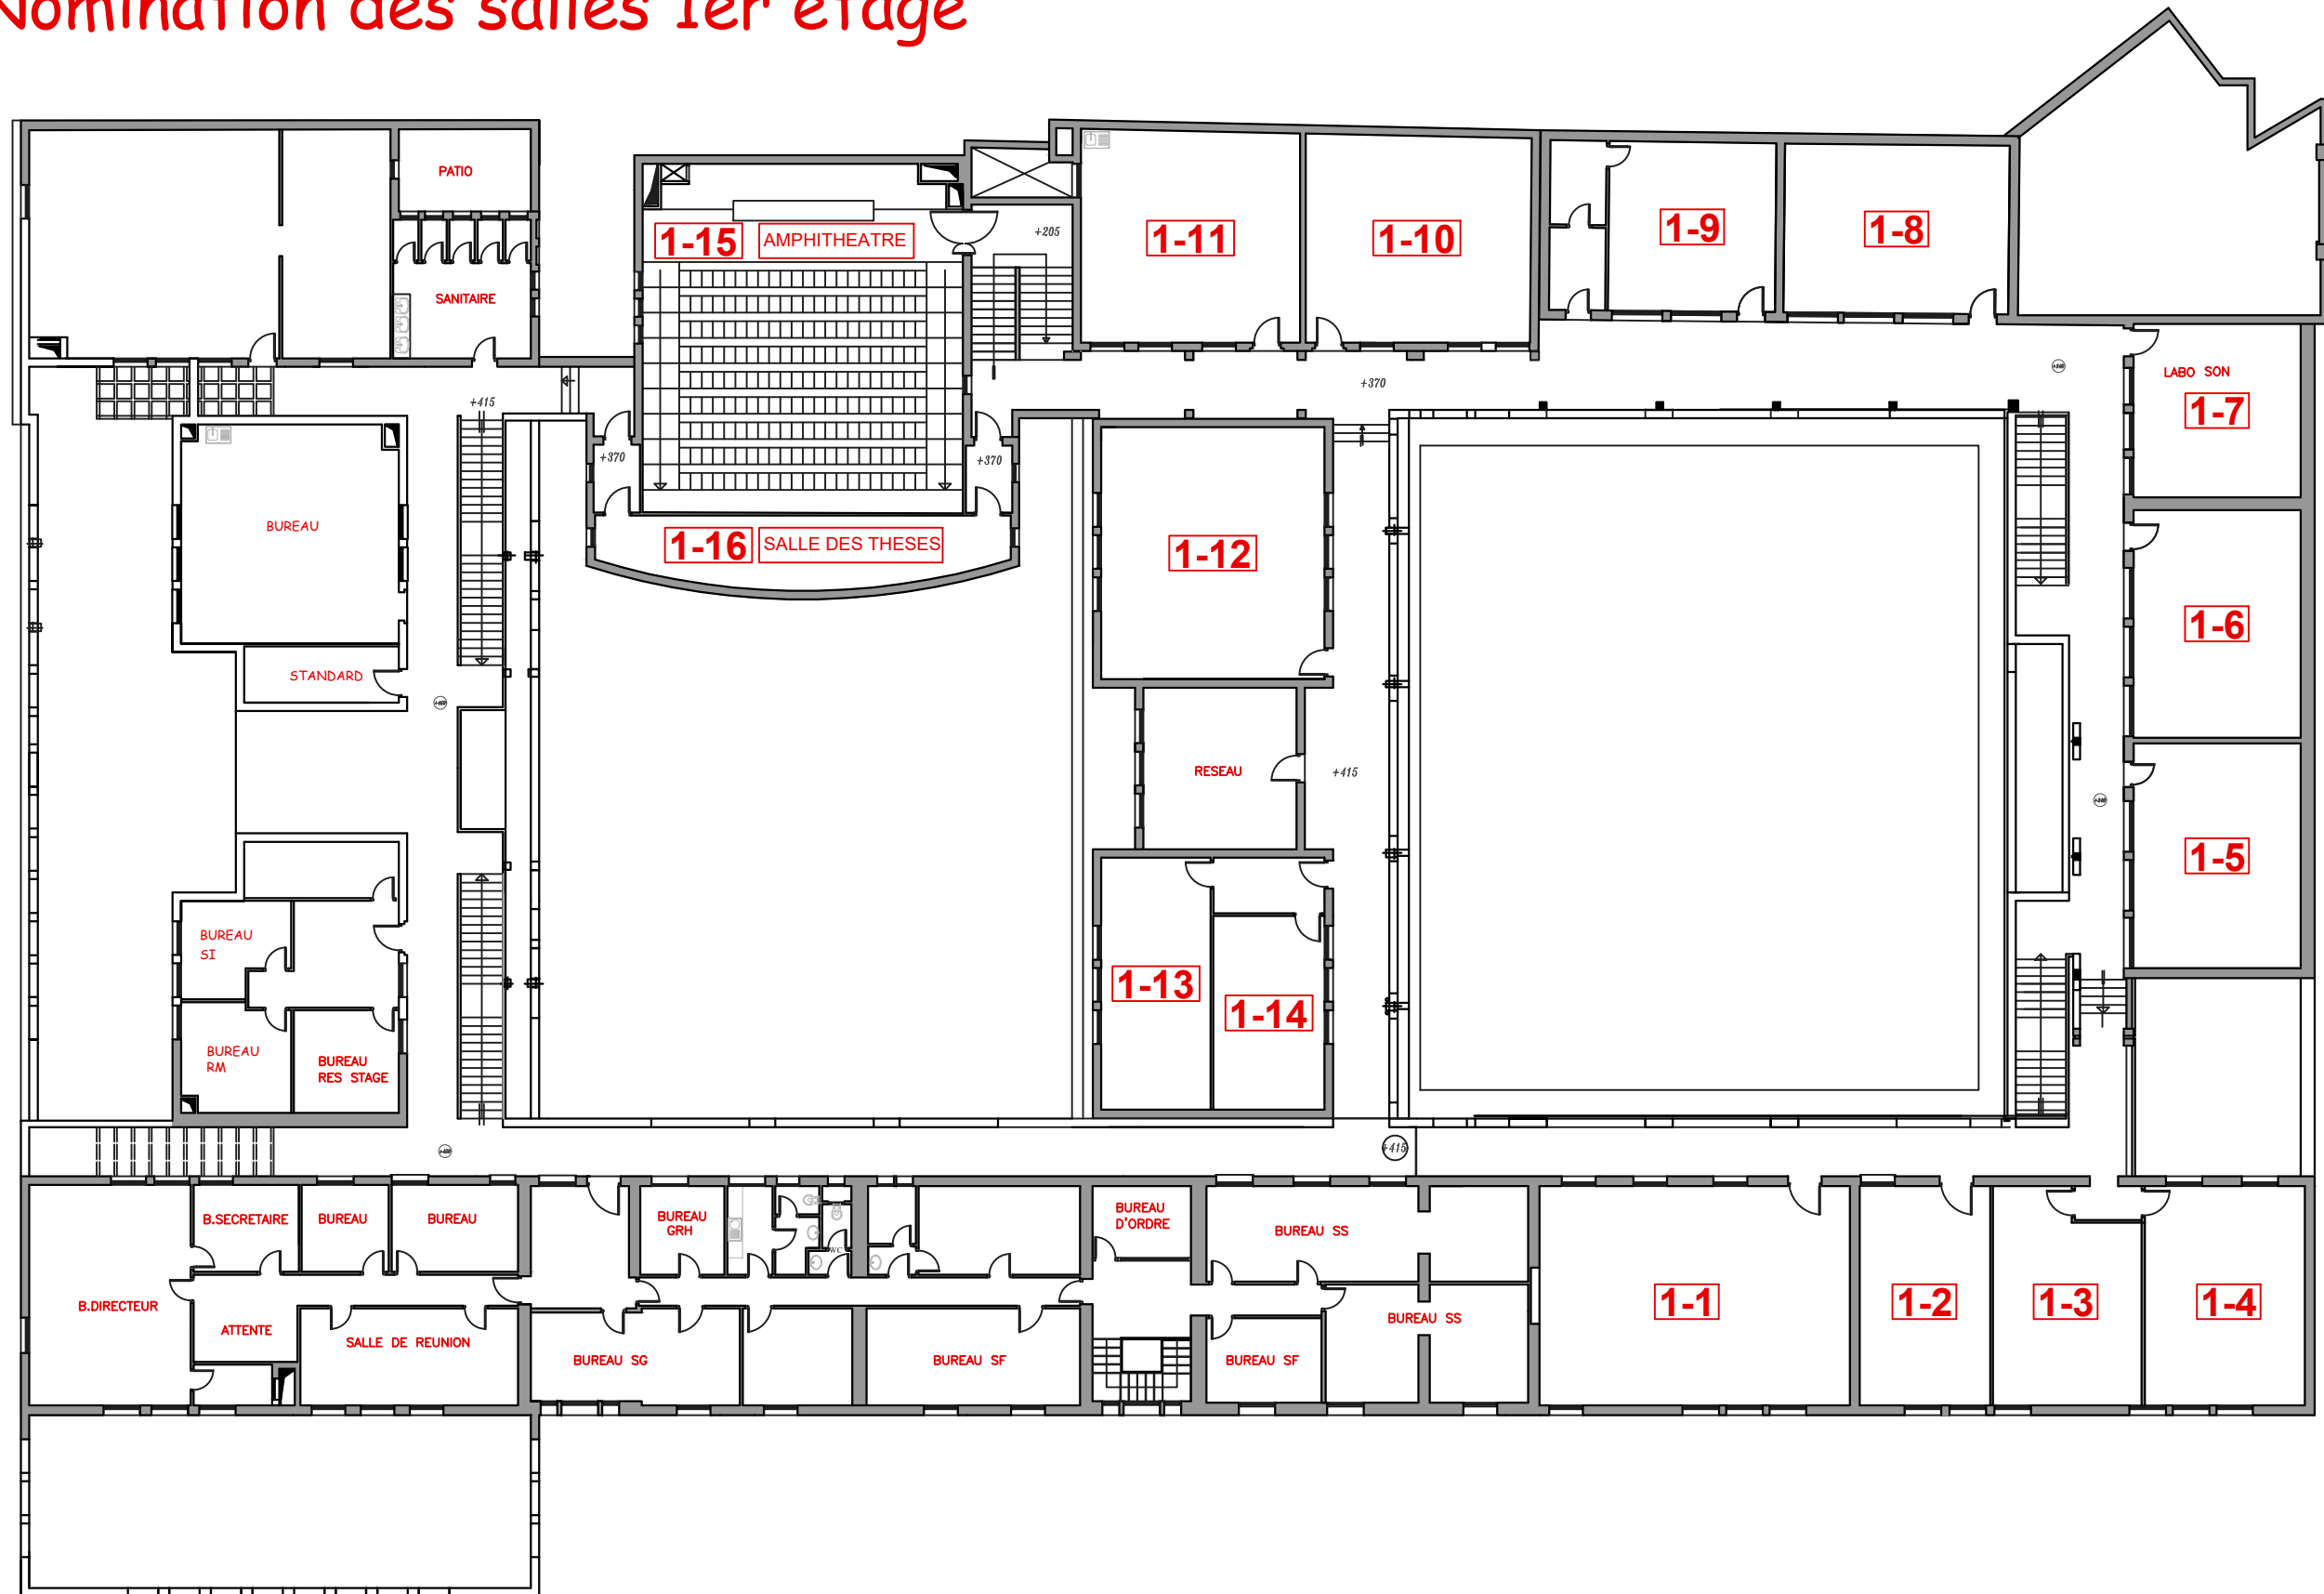 Nomination des salles 1er étage
PATIO
SANITAIRE
1-15 AMPHITHEATRE
+205
1-11
1-10
1-9
1-8
+415
+370
LABO SON
1-7
+370
+370
BUREAU
1-16 SALLE DES THESES
1-12
1-6
STANDARD
RESEAU
+415
1-5
BUREAU
SI
1-13
1-14
BUREAU
RM
BUREAU
RES STAGE
+415
B.SECRETAIRE
BUREAU
BUREAU
BUREAU
GRH
WC
BUREAU
D'ORDRE
BUREAU SS
B.DIRECTEUR
ATTENTE
SALLE DE REUNION
BUREAU SG
BUREAU SF
BUREAU SF
BUREAU SS
1-1
1-2
1-3
1-4